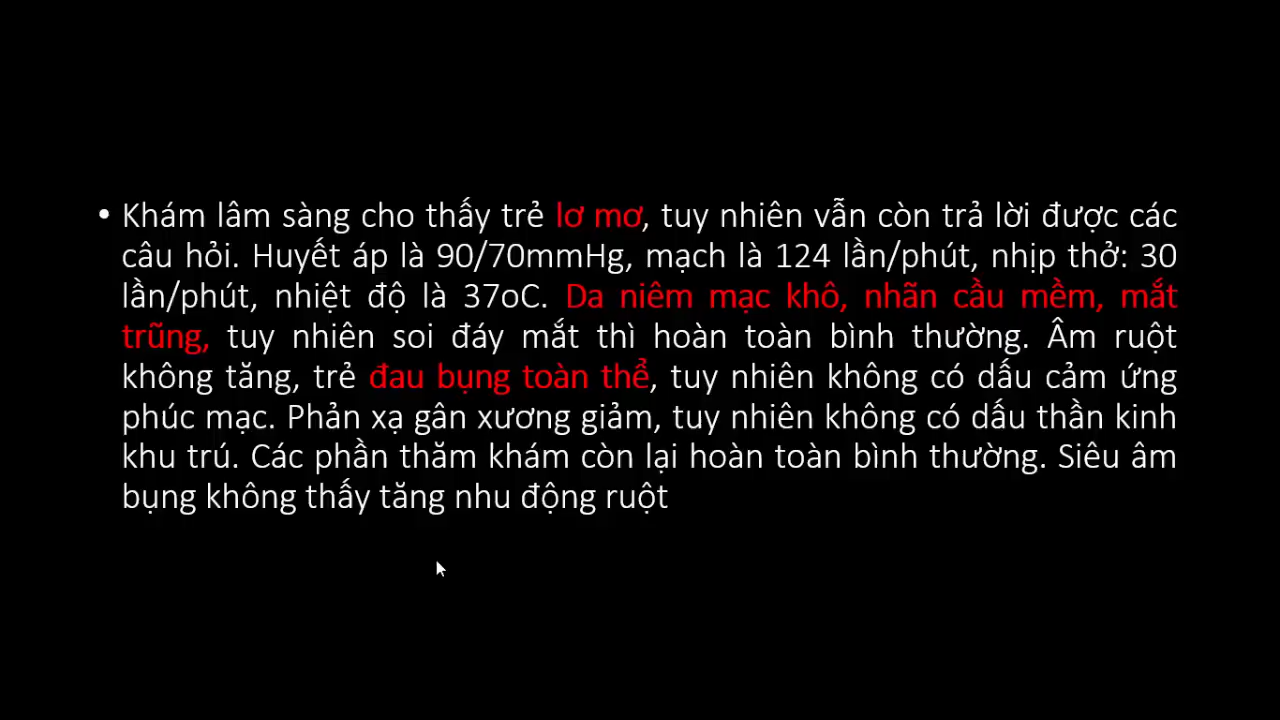 • Khám lâm sàng cho thấy trẻ lơ mơ, tuy nhiên vẫn còn trả lời được các
câu hỏi. Huyết áp là 90/70mmHg, mạch là 124 lần/phút, nhịp thở: 30
lần/phút, nhiệt độ là 37oC. Da niêm mạc khô, nhãn cầu mềm, mắt
trũng, tuy nhiên soi đáy mắt thì hoàn toàn bình thường. Âm ruột
không tăng, trẻ đau bụng toàn thể, tuy nhiên không có dấu cảm ứng
phúc mạc. Phản xạ gân xương giảm, tuy nhiên không có dấu thần kinh
khu trú. Các phần thăm khám còn lại hoàn toàn bình thường. Siêu âm
bụng không thấy tăng nhu động ruột